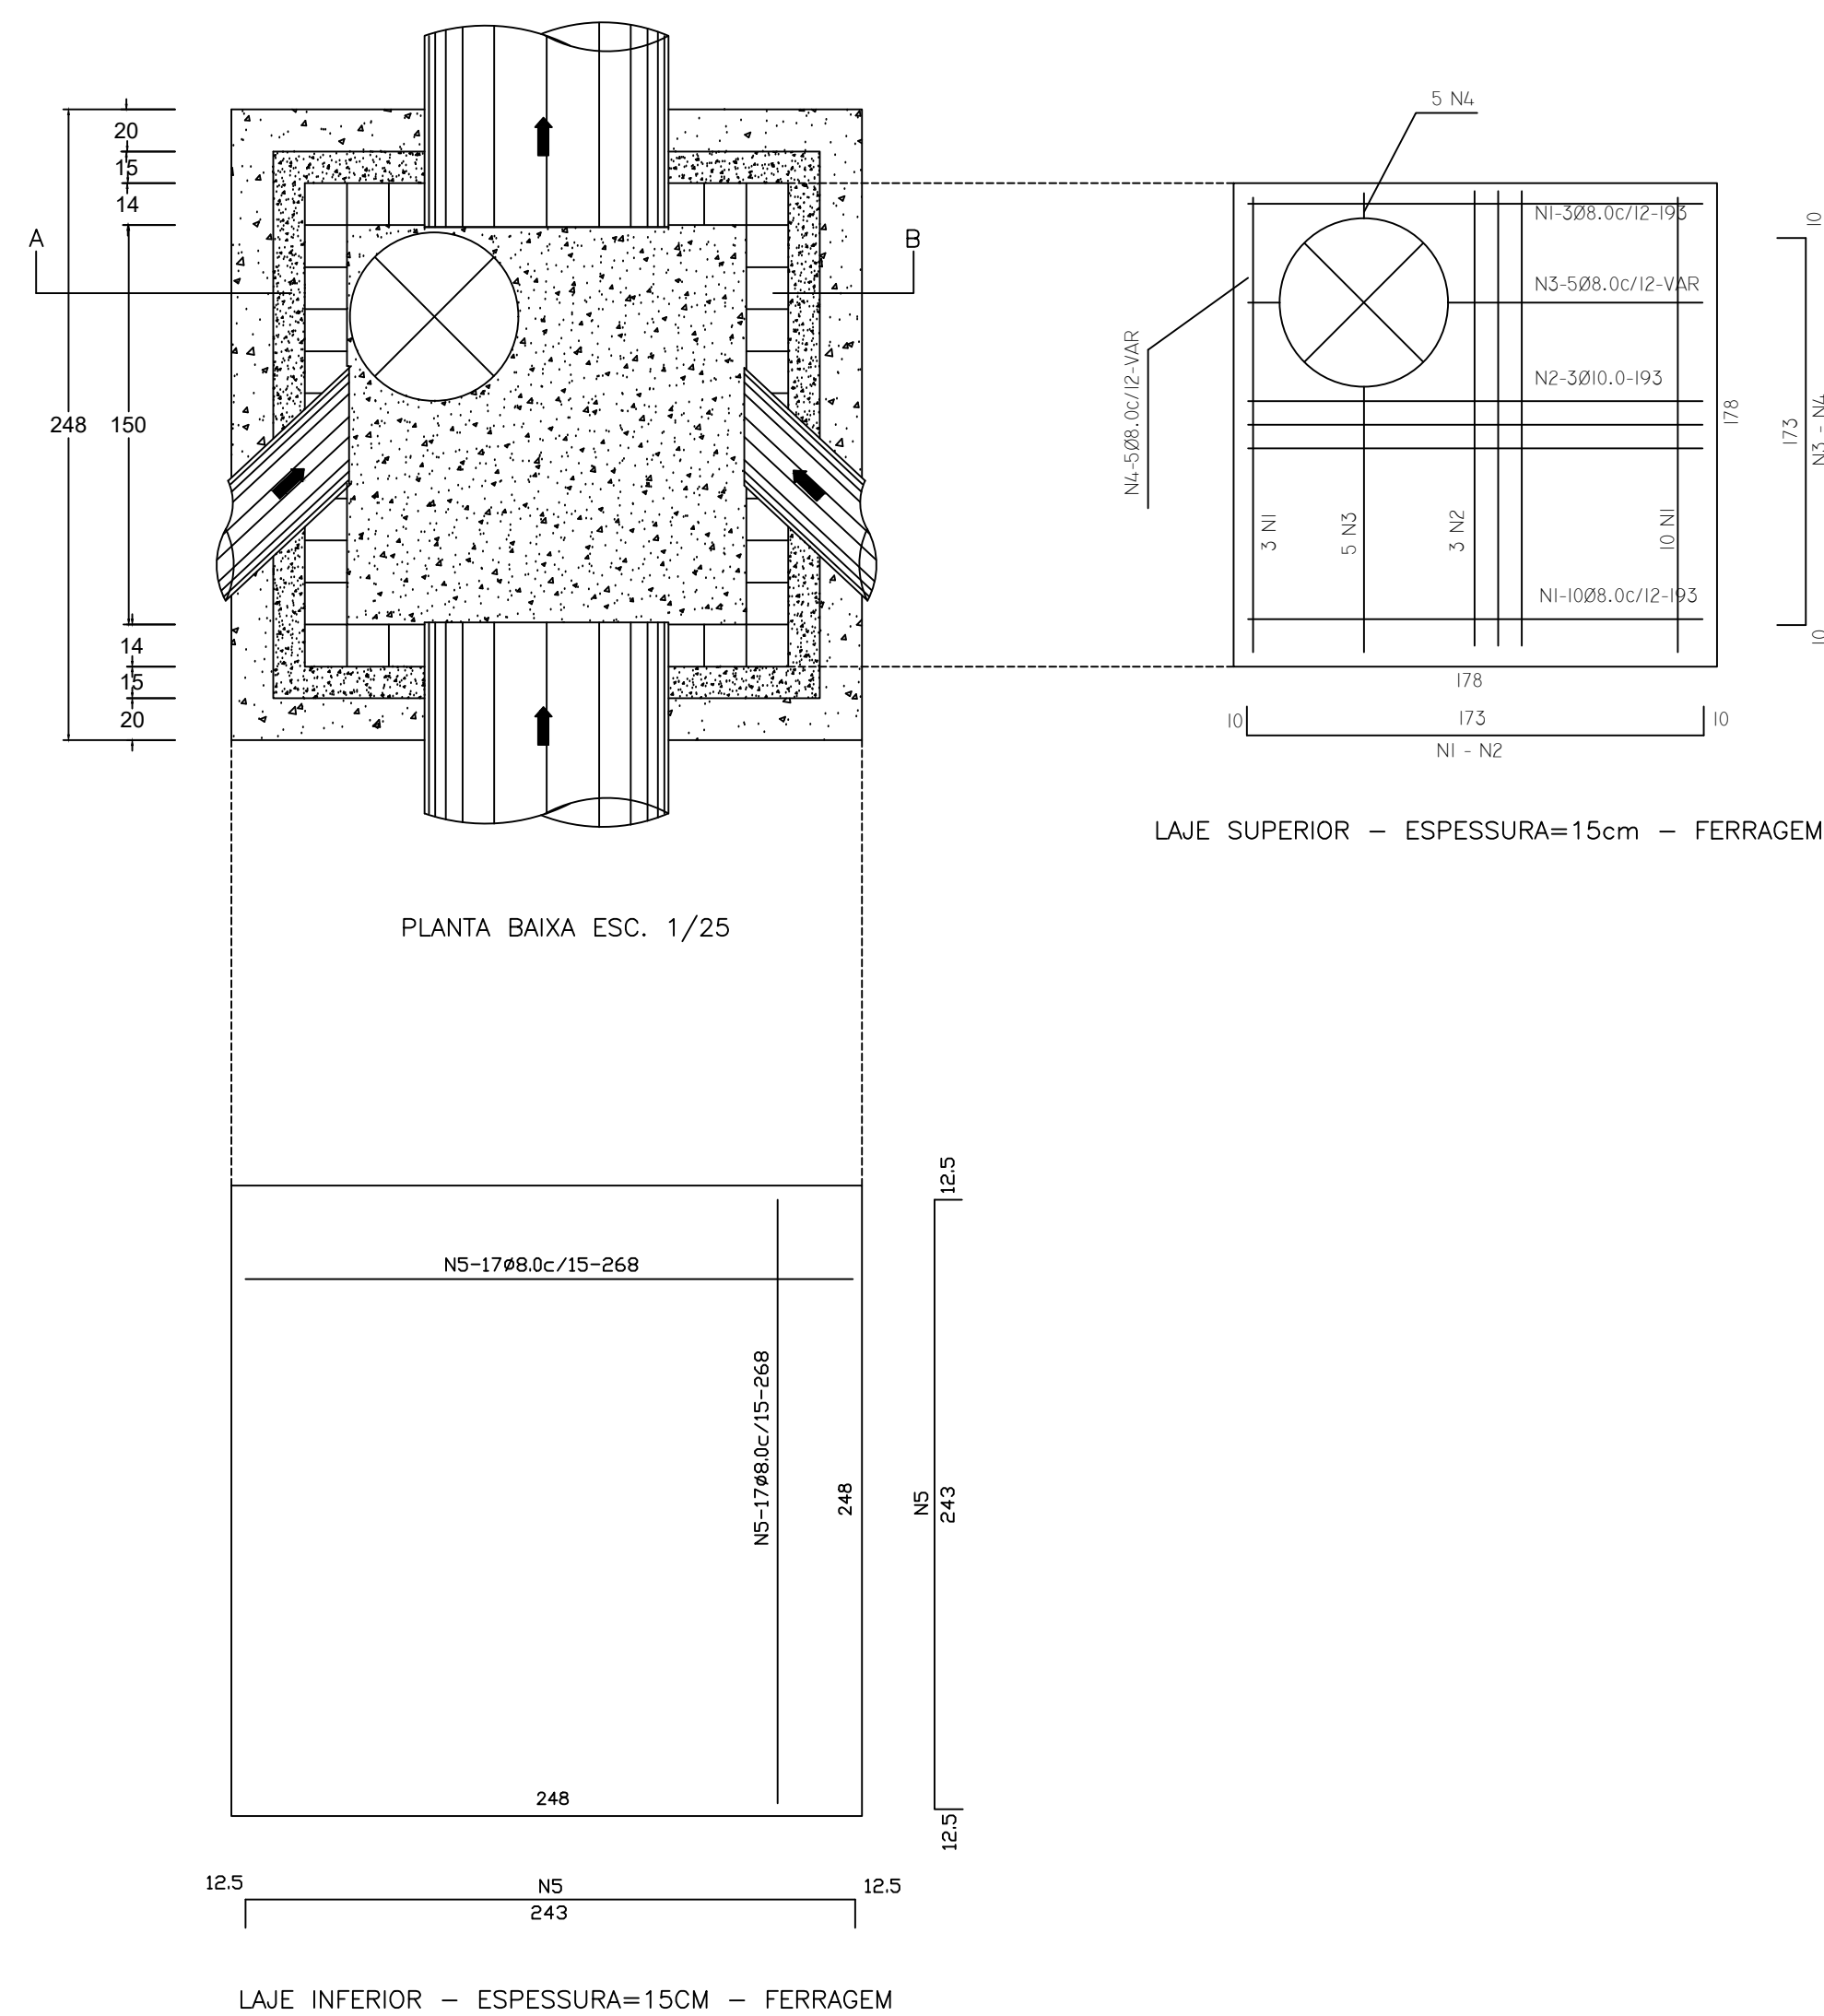 20
15
14
A
B
248
150
14
15
20
PLANTA BAIXA ESC. 1/25
5 N4
N1-3Ø8.0c/12-193
N3-5Ø8.0c/12-VAR
N2-3Ø10.0-193
N4-5Ø8.0c/12-VAR
3 N1
5 N3
3 N2
10 N1
N1-10Ø8.0c/12-193
178
178
10
173
N3 - N4
10
10
173
10
N1 - N2
LAJE SUPERIOR - ESPESSURA=15cm - FERRAGEM
N5-17ø8.0c/15-268
N5-17ø8.0c/15-268
248
248
12.5
N5
243
12.5
12.5
N5
12.5
243
LAJE INFERIOR - ESPESSURA=15CM - FERRAGEM